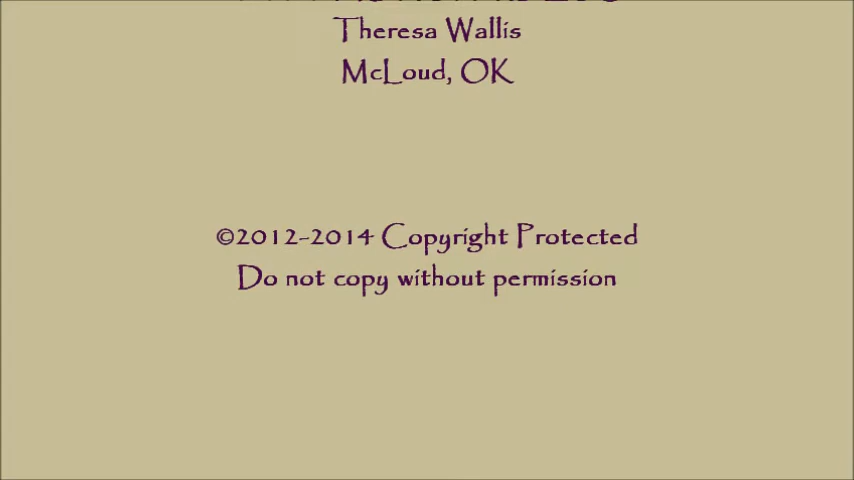 Theresa Wallis
McLoud, OK
©2012-2014 Copyright Protected
Do not copy without permission